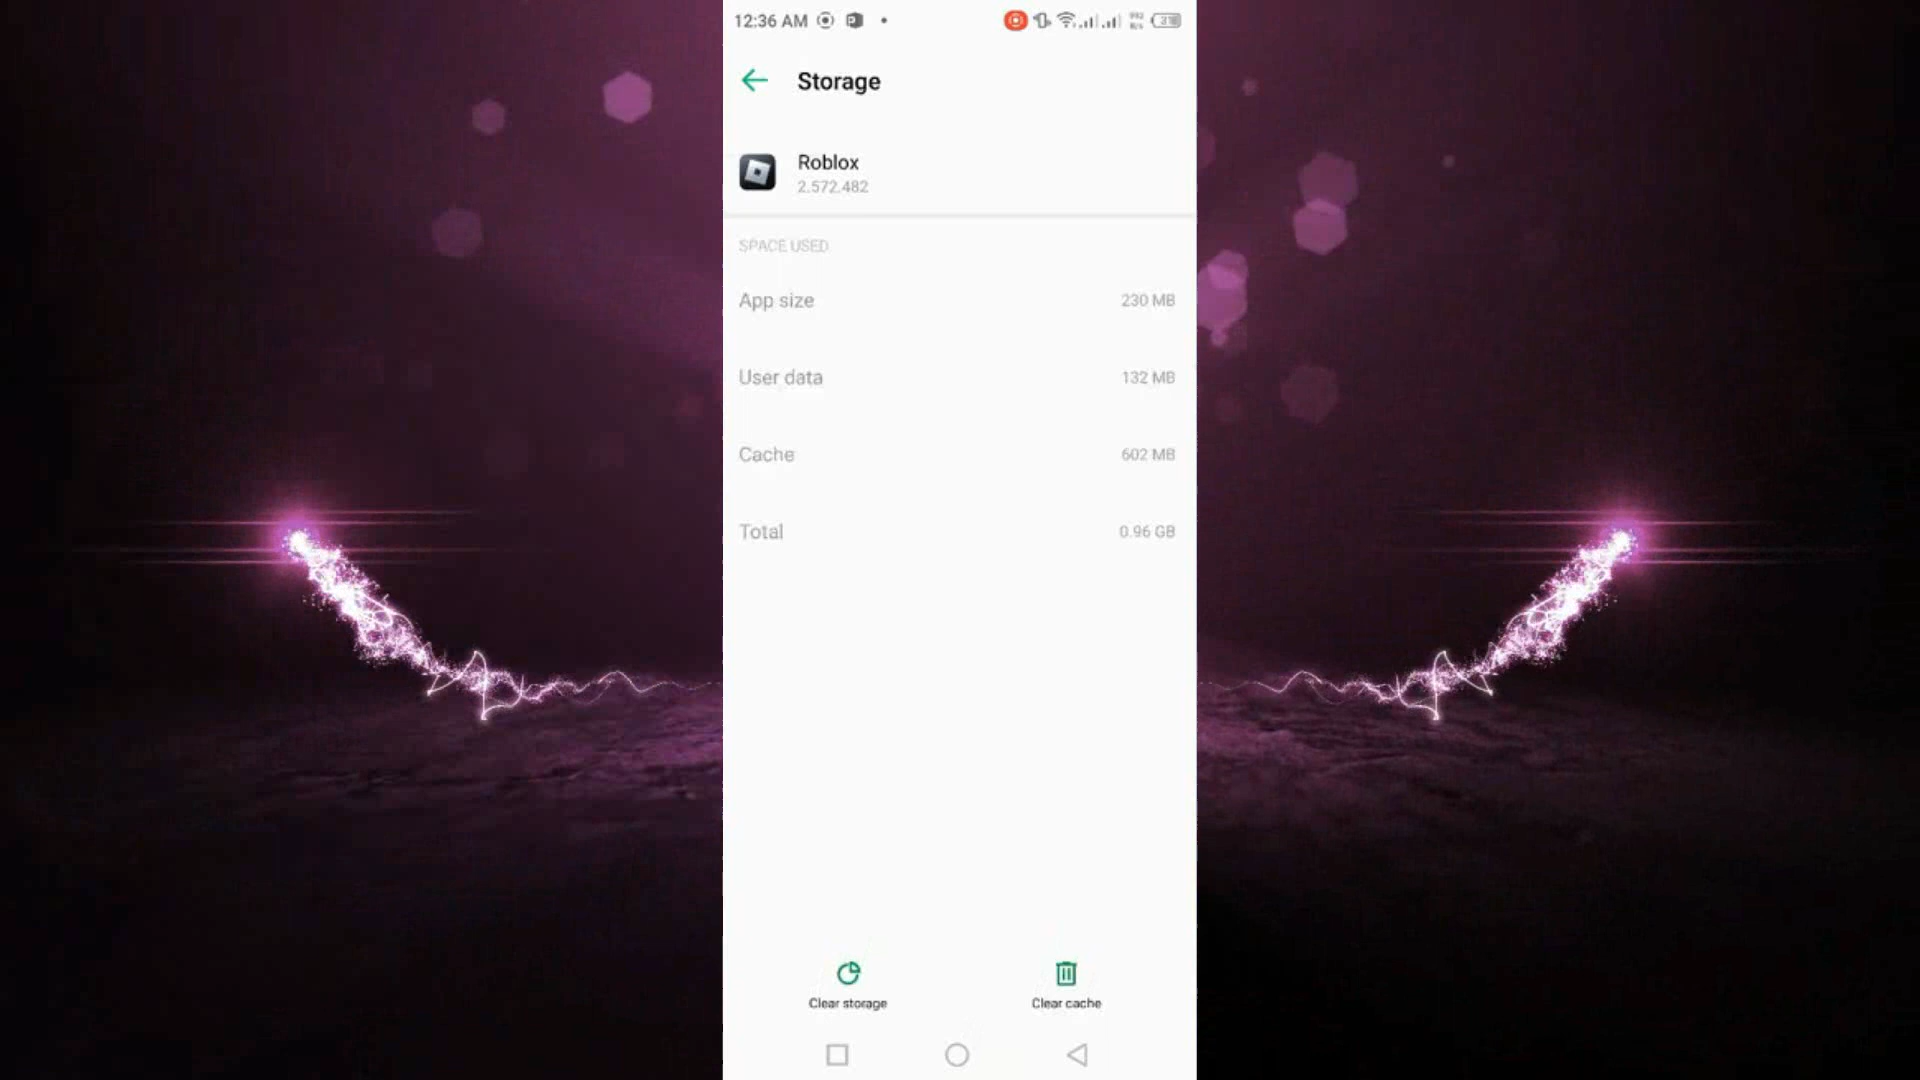 12:36 AM
Storage
Roblox
2.572.482
SPACE USED
App size 230 MB
User data 132 MB
Cache 602 MB
Total 0.96 GB
Clear storage Clear cache